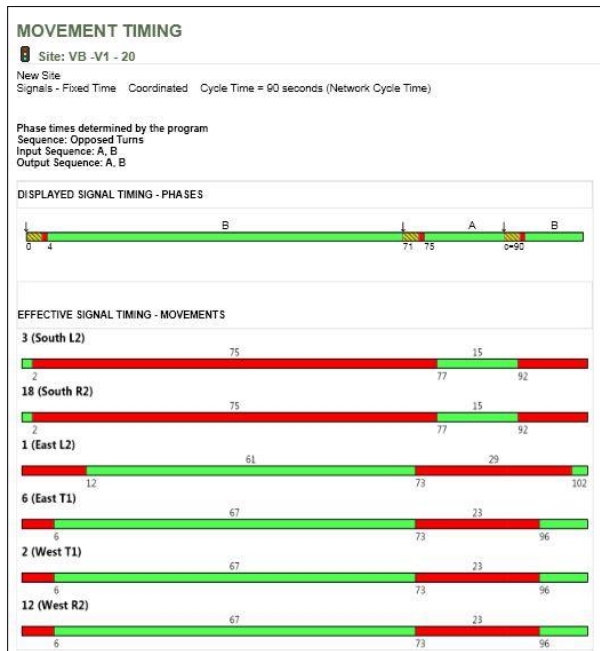 MOVEMENT TIMING
Site: VB -V1 - 20
New Site
Signals - Fixed Time Coordinated Cycle Time = 90 seconds (Network Cycle Time)
Phase times determined by the program
Sequence: Opposed Turns
Input Sequence: A, B
Output Sequence: A, B
DISPLAYED SIGNAL TIMING - PHASES
B A B
0 4 71 75 c=90
EFFECTIVE SIGNAL TIMING - MOVEMENTS
3 (South L2)
75 15
2 77 92
18 (South R2)
75 15
2 77 92
1 (East L2)
61 29
12 73 102
6 (East T1)
67 23
6 73 96
2 (West T1)
67 23
6 73 96
12 (West R2)
67 23
6 73 96